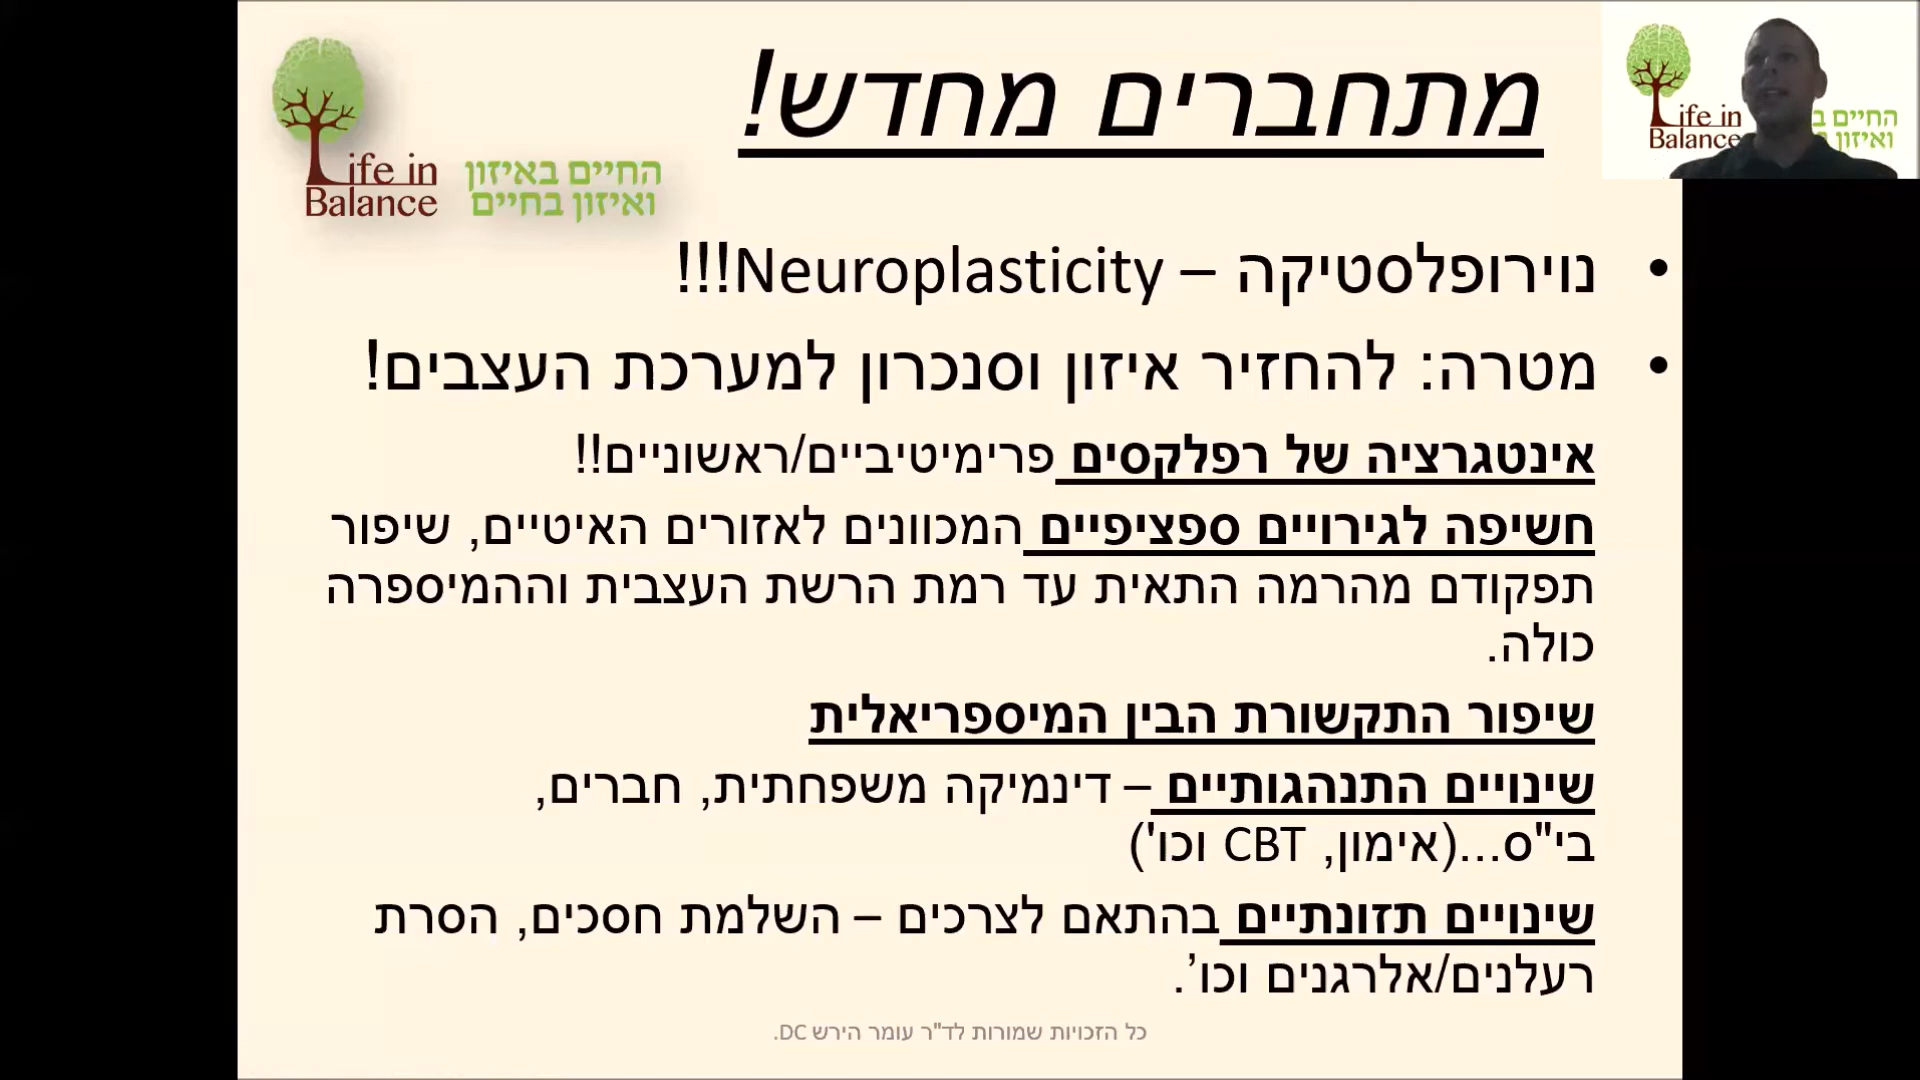 מתחברים מחדש!
Life in
Balance
החיים באיזון
ואיזון בחיים
Life in
Balance
החיים ב
ואיזון
• נוירופלסטיקה – Neuroplasticity!!!
• מטרה: להחזיר איזון וסנכרון למערכת העצבים!
אינטגרציה של רפלקסים פרימיטיביים/ראשוניים!!
חשיפה לגירויים ספציפיים המכוונים לאזורים האיטיים, שיפור
תפקודם מהרמה התאית עד רמת הרשת העצבית וההמיספרה
כולה.
שיפור התקשורת הבין המיספריאלית
שינויים התנהגותיים – דינמיקה משפחתית, חברים,
בי"ס...(אימון, CBT וכו')
שינויים תזונתיים בהתאם לצרכים – השלמת חסכים, הסרת
רעלנים/אלרגנים וכו’.
כל הזכויות שמורות לד"ר עומר הירש DC.